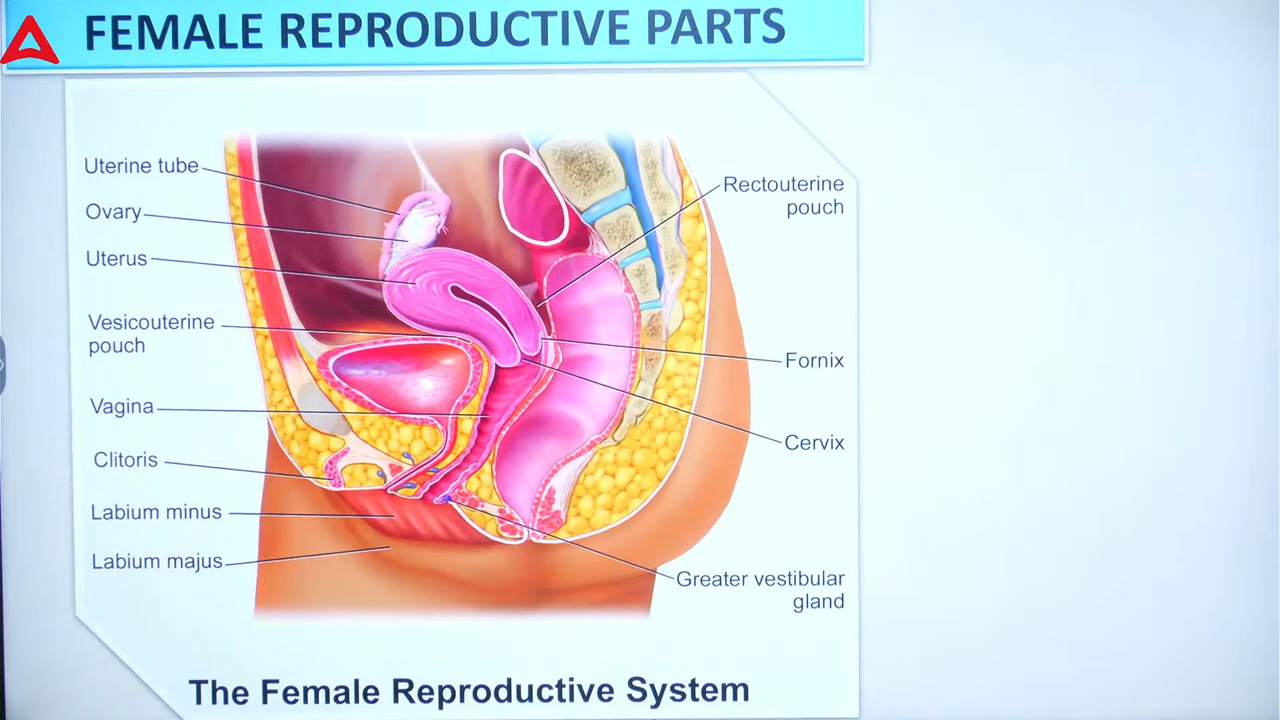 FEMALE REPRODUCTIVE PARTS
Uterine tube
Ovary
Uterus
Vesicouterine
pouch
Vagina
Clitoris
Labium minus
Labium majus
Rectouterine
pouch
Fornix
Cervix
Greater vestibular
gland
The Female Reproductive System